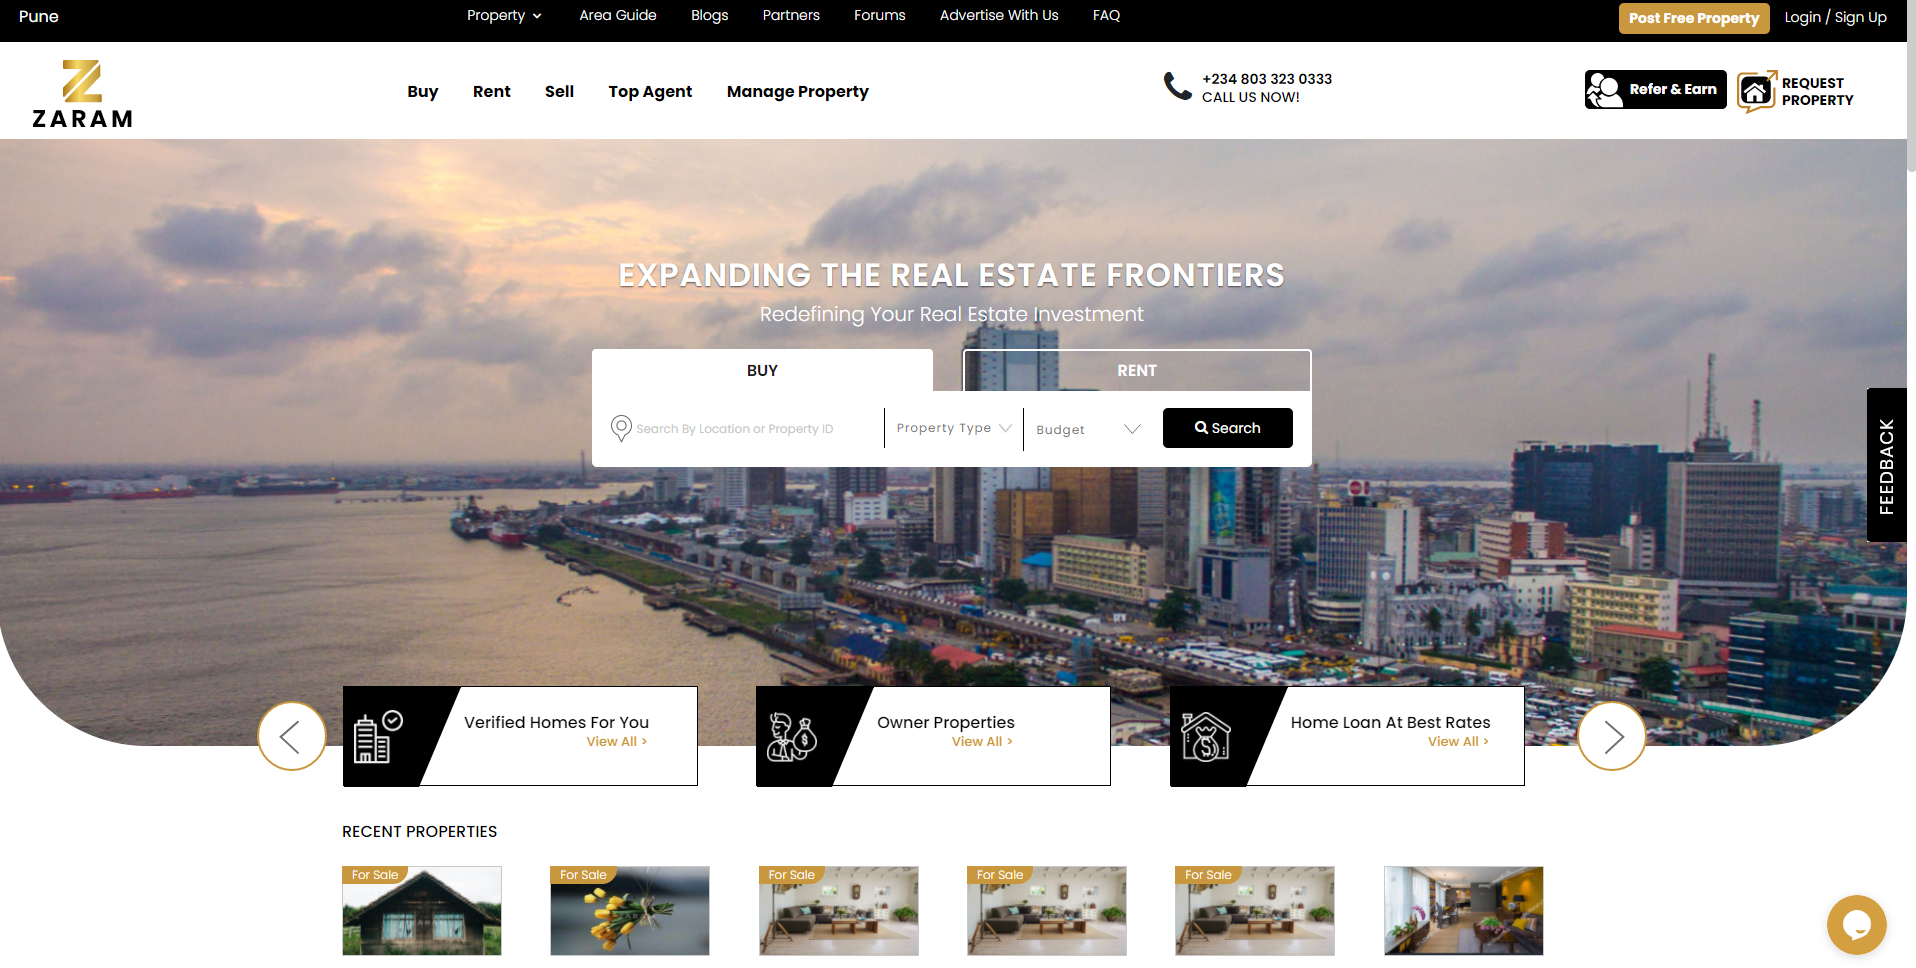 Pune
Property
Area Guide
Blogs
Partners
Forums
Advertise With Us
FAQ
Post Free Property
Login / Sign Up
Z
ZARAM
Buy
Rent
Sell
Top Agent
Manage Property
+234 803 323 0333
CALL US NOW!
Refer & Earn
REQUEST
PROPERTY
EXPANDING THE REAL ESTATE FRONTIERS
Redefining Your Real Estate Investment
BUY
RENT
Search By Location or Property ID
Property Type
Budget
Search
FEEDBACK
Verified Homes For You
View All >
Owner Properties
View All >
Home Loan At Best Rates
View All >
RECENT PROPERTIES
For Sale
For Sale
For Sale
For Sale
For Sale